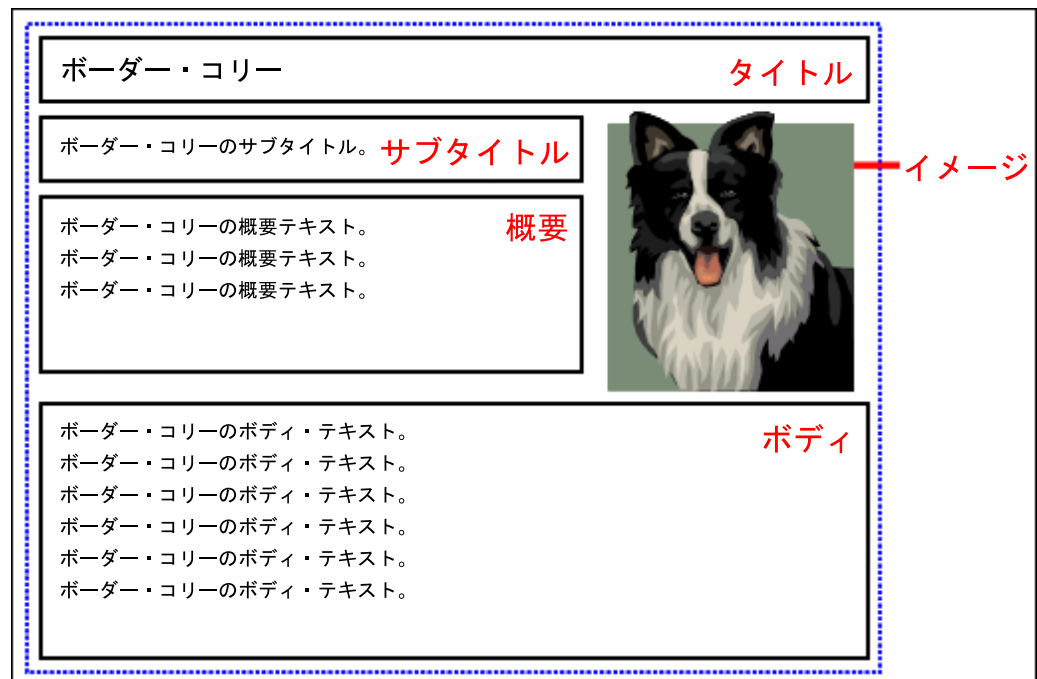 ボーダー・コリー タイトル
ボーダー・コリーのサブタイトル。 サブタイトル
イメージ
ボーダー・コリーの概要テキスト。 概要
ボーダー・コリーの概要テキスト。
ボーダー・コリーの概要テキスト。
ボーダー・コリーのボディ・テキスト。 ボディ
ボーダー・コリーのボディ・テキスト。
ボーダー・コリーのボディ・テキスト。
ボーダー・コリーのボディ・テキスト。
ボーダー・コリーのボディ・テキスト。
ボーダー・コリーのボディ・テキスト。